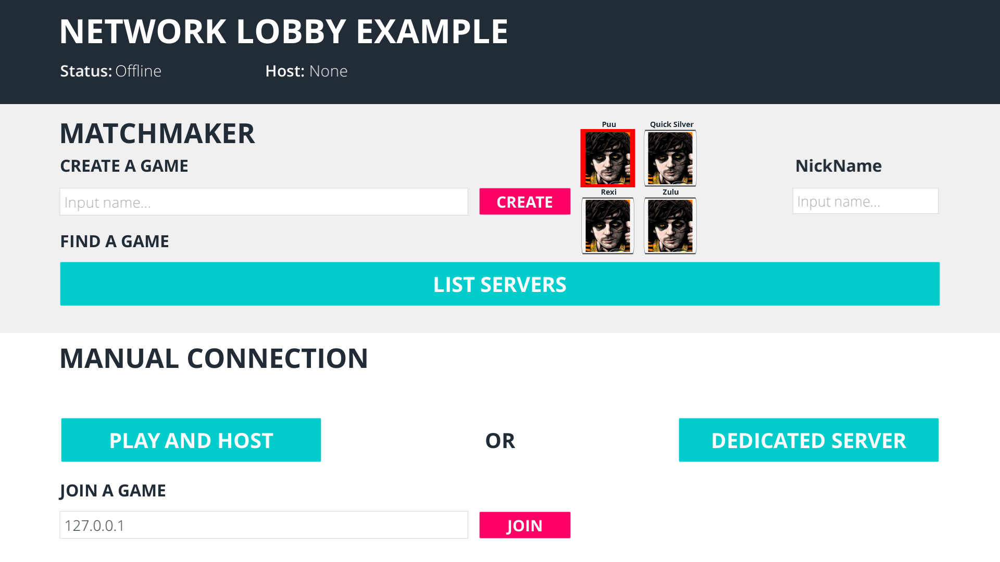 NETWORK LOBBY EXAMPLE
Status: Offline
Host: None
MATCHMAKER
CREATE A GAME
Input name...
CREATE
Puu
Quick Silver
Rexi
Zulu
NickName
Input name...
FIND A GAME
LIST SERVERS
MANUAL CONNECTION
PLAY AND HOST
OR
DEDICATED SERVER
JOIN A GAME
127.0.0.1
JOIN